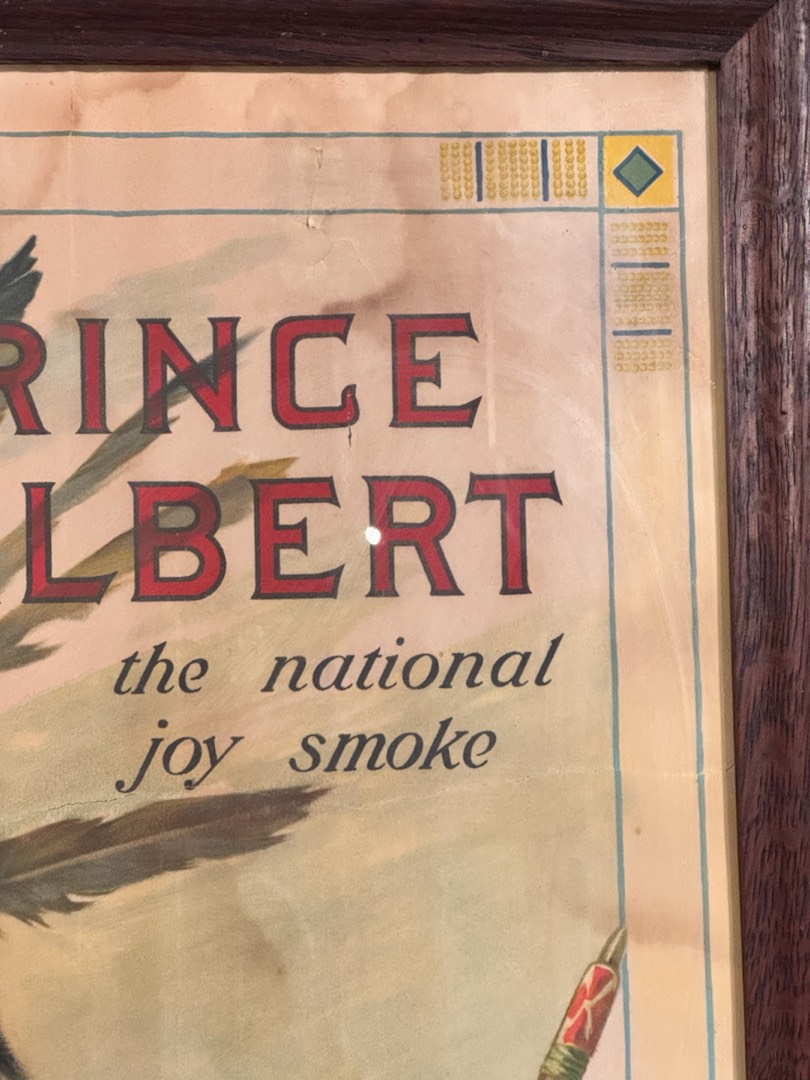 RINCE
LBERT
the national
joy smoke